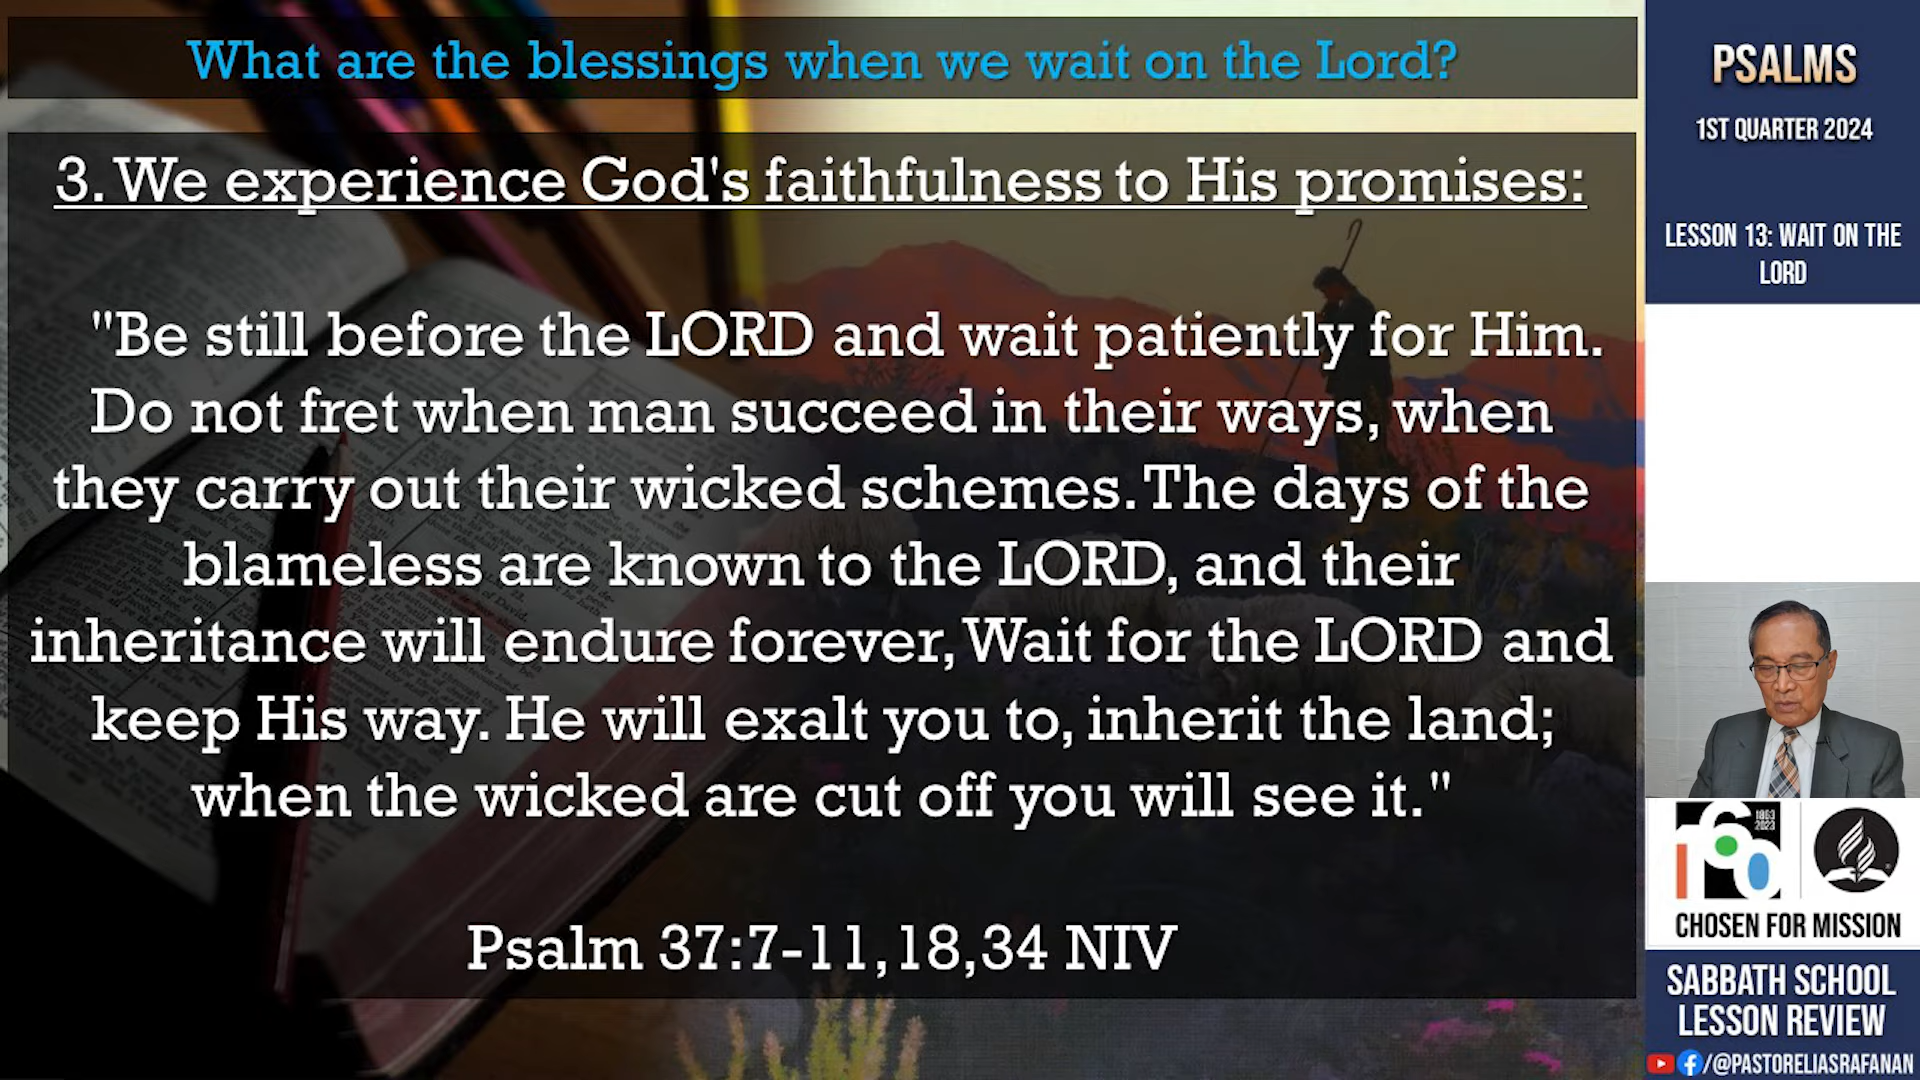 What are the blessings when we wait on the Lord?
3. We experience God's faithfulness to His promises:
"Be still before the LORD and wait patiently for Him.
Do not fret when man succeed in their ways, when
they carry out their wicked schemes. The days of the
blameless are known to the LORD, and their
inheritance will endure forever, Wait for the LORD and
keep His way. He will exalt you to, inherit the land;
when the wicked are cut off you will see it."
Psalm 37:7-11,18,34 NIV
PSALMS
1ST QUARTER 2024
LESSON 13: WAIT ON THE
LORD
160
1863
2023
CHOSEN FOR MISSION
SABBATH SCHOOL
LESSON REVIEW
/@PASTORELIASRAFANAN